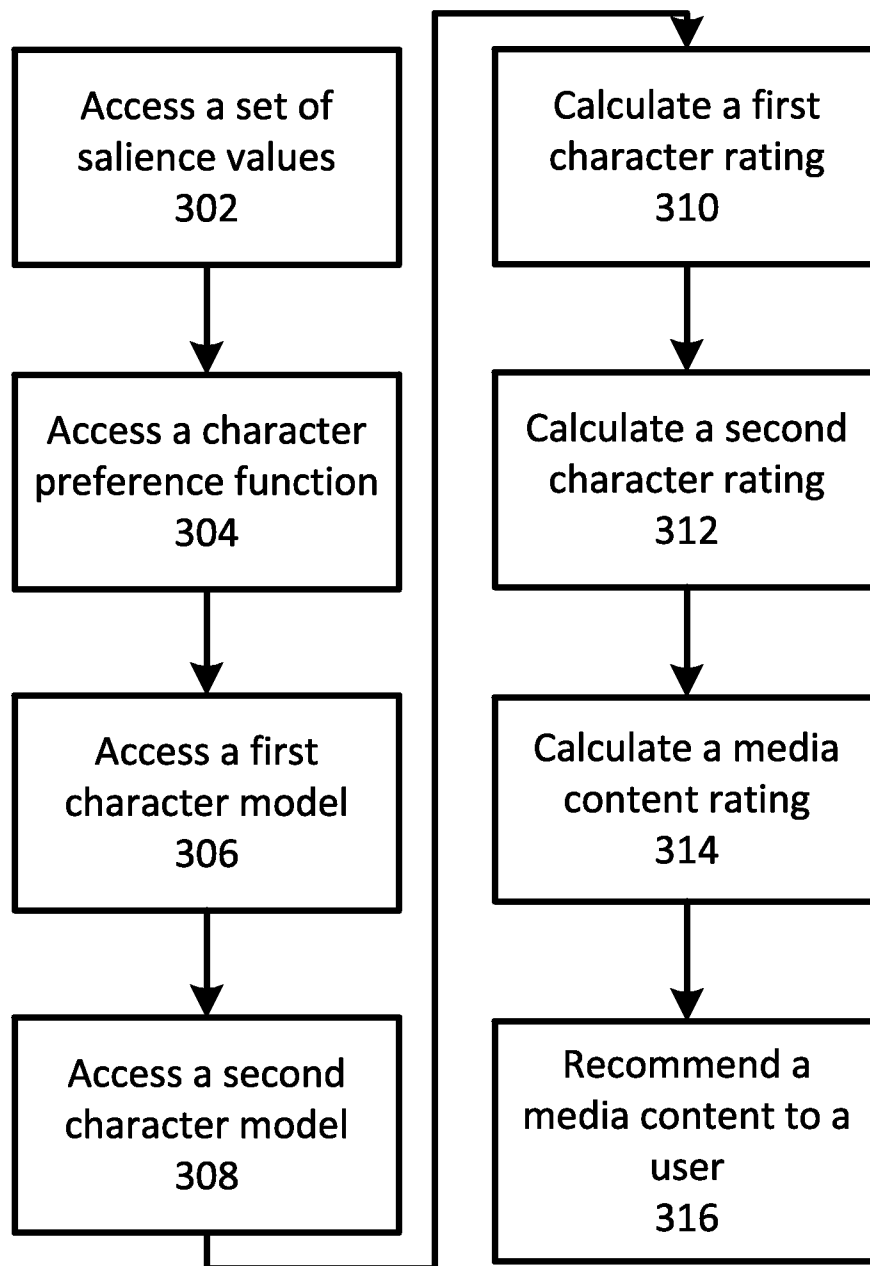 Access a set of
salience values
302
Access a character
preference function
304
Access a first
character model
306
Access a second
character model
308
Calculate a first
character rating
310
Calculate a second
character rating
312
Calculate a media
content rating
314
Recommend a
media content to a
user
316